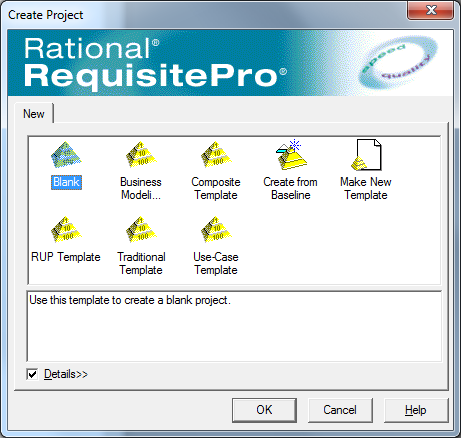 Create Project
Rational®
RequisitePro®
speed
quality
New
Blank
Business
Modeli...
Composite
Template
Create from
Baseline
Make New
Template
RUP Template
Traditional
Template
Use-Case
Template
Use this template to create a blank project.
Details>>
OK
Cancel
Help